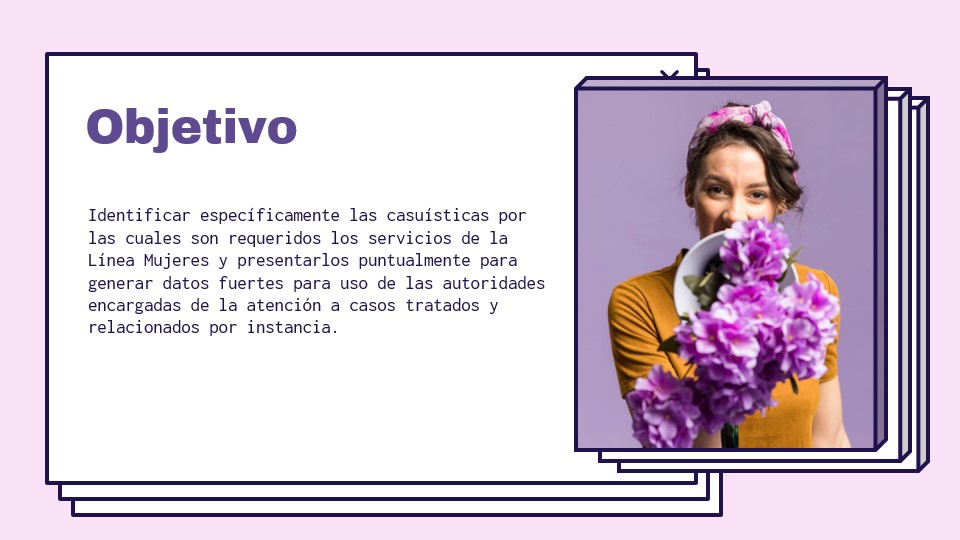 Objetivo
Identificar específicamente las casuísticas por
las cuales son requeridos los servicios de la
Línea Mujeres y presentarlos puntualmente para
generar datos fuertes para uso de las autoridades
encargadas de la atención a casos tratados y
relacionados por instancia.